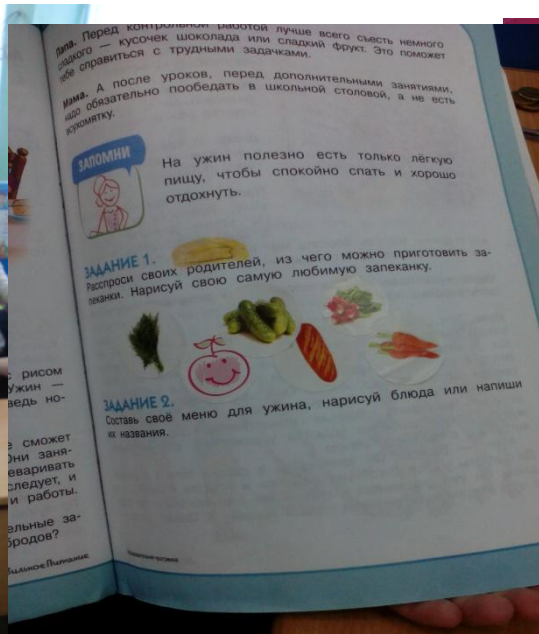 Папа. Перед контрольной работой лучше всего съесть немного
сладкого — кусочек шоколада или сладкий фрукт. Это поможет
тебе справиться с трудными задачками.
Мама. А после уроков, перед дополнительными занятиями,
надо обязательно пообедать в школьной столовой, а не есть
всухомятку.
ЗАПОМНИ
На ужин полезно есть только лёгкую
пищу, чтобы спокойно спать и хорошо
отдохнуть.
ЗАДАНИЕ 1.
Расспроси своих родителей, из чего можно приготовить за-
пеканки. Нарисуй свою самую любимую запеканку.
ЗАДАНИЕ 2.
Составь своё меню для ужина, нарисуй блюда или напиши
их названия.
с рисом
Ужин —
ведь но-
е сможет
Они заня-
еваривать
следует, и
и работы.
ельные за-
бродов?
вильное Питание